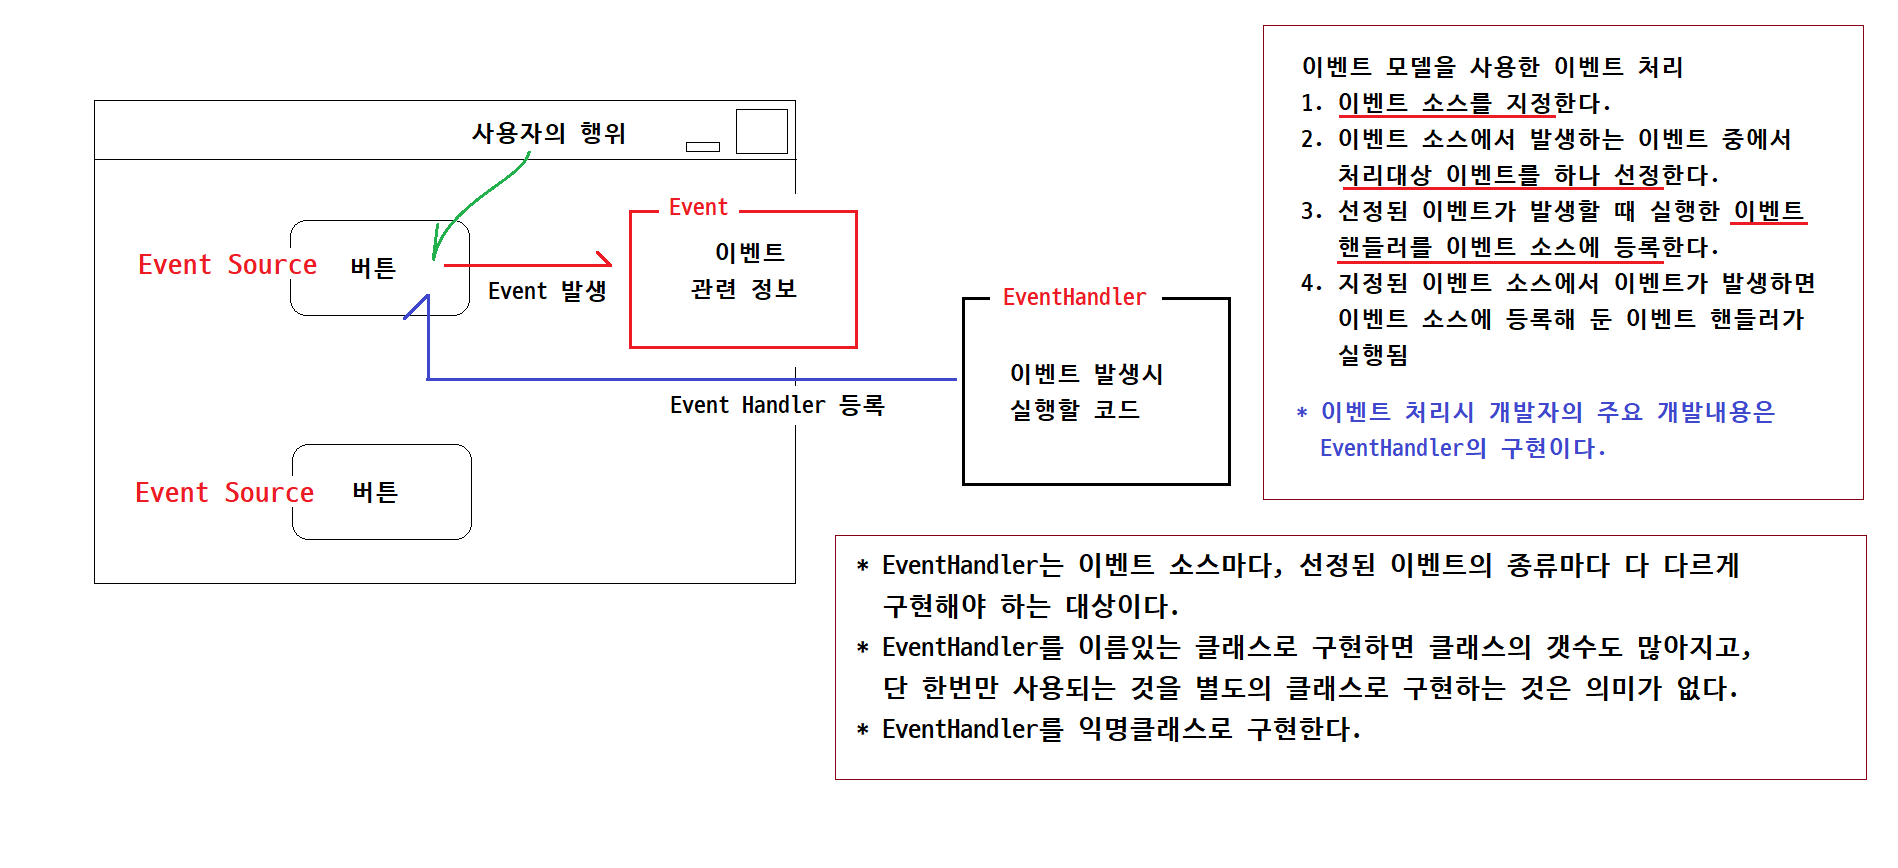 사용자의 행위
Event
이벤트
관련 정보
Event Source
버튼
Event 발생
EventHandler
이벤트 발생시
실행할 코드
Event Handler 등록
Event Source
버튼
이벤트 모델을 사용한 이벤트 처리
1. 이벤트 소스를 지정한다.
2. 이벤트 소스에서 발생하는 이벤트 중에서
처리대상 이벤트를 하나 선정한다.
3. 선정된 이벤트가 발생할 때 실행한 이벤트
핸들러를 이벤트 소스에 등록한다.
4. 지정된 이벤트 소스에서 이벤트가 발생하면
이벤트 소스에 등록해 둔 이벤트 핸들러가
실행됨
* 이벤트 처리시 개발자의 주요 개발내용은
EventHandler의 구현이다.
* EventHandler는 이벤트 소스마다, 선정된 이벤트의 종류마다 다 다르게
구현해야 하는 대상이다.
* EventHandler를 이름있는 클래스로 구현하면 클래스의 갯수도 많아지고,
단 한번만 사용되는 것을 별도의 클래스로 구현하는 것은 의미가 없다.
* EventHandler를 익명클래스로 구현한다.